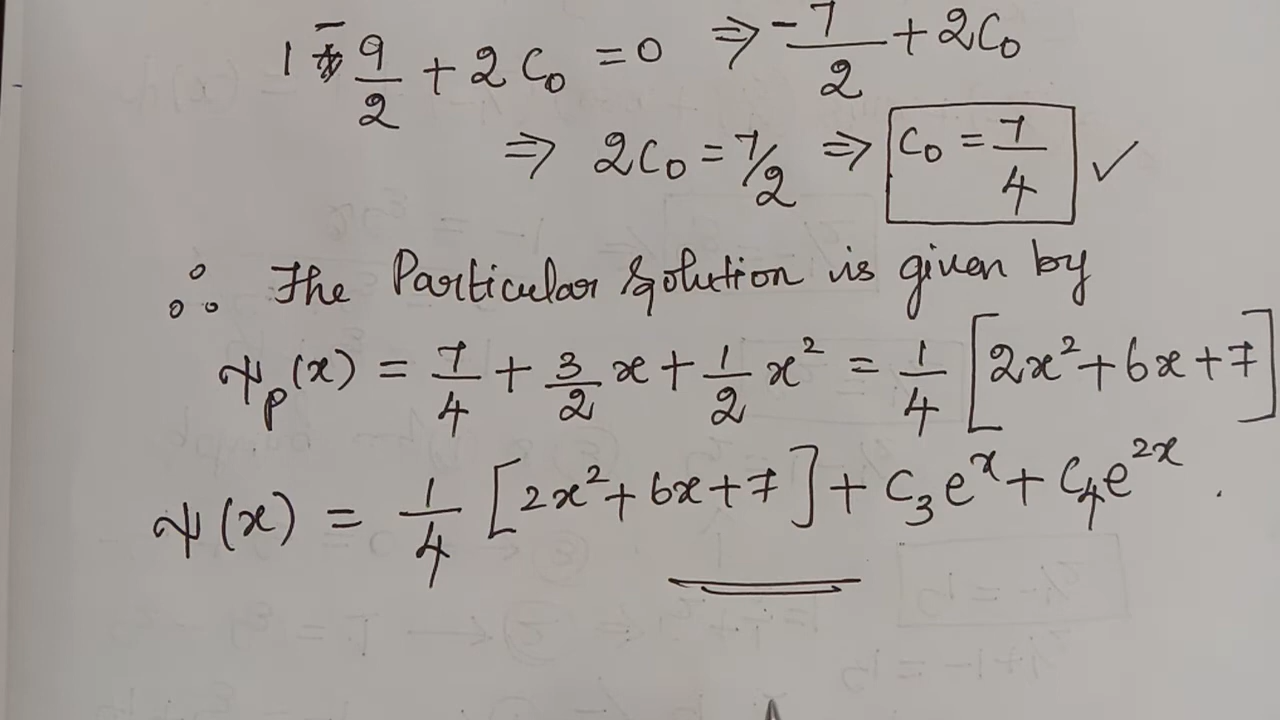 1 - 9/2 + 2C₀ = 0 ⇒ -7/2 + 2C₀
⇒ 2C₀ = 7/2 ⇒ C₀ = 7/4 ✓
∴ The Particular Solution is given by
ψₚ(x) = 7/4 + 3/2 x + 1/2 x² = 1/4 [2x² + 6x + 7]
ψ(x) = 1/4 [2x² + 6x + 7] + C₃eˣ + C₄e²ˣ.